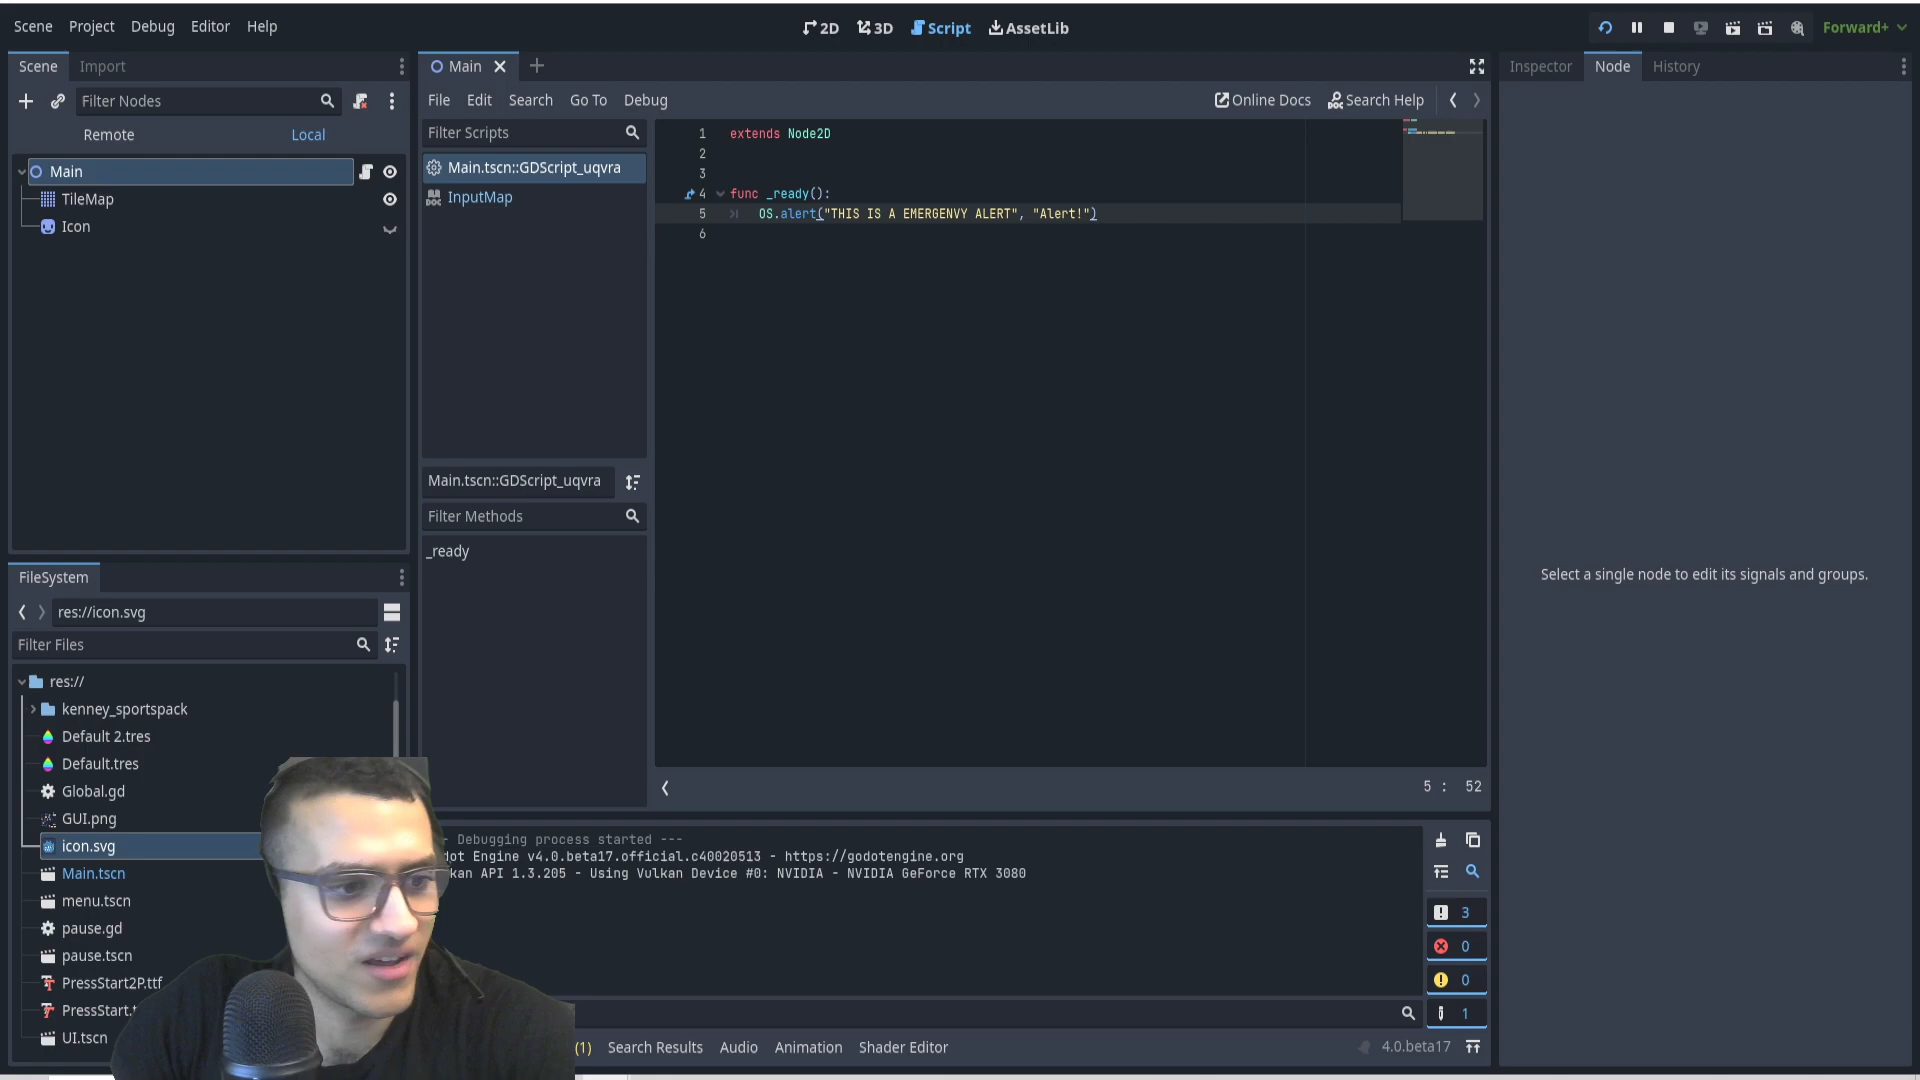 Scene Project Debug Editor Help
2D 3D Script AssetLib
Forward+
Scene Import
Filter Nodes
Remote Local
Main
TileMap
Icon
FileSystem
res://icon.svg
Filter Files
res://
kenney_sportspack
Default 2.tres
Default.tres
Global.gd
GUI.png
icon.svg
Main.tscn
menu.tscn
pause.gd
pause.tscn
PressStart2P.ttf
PressStart.t
UI.tscn
Main
File Edit Search Go To Debug
Online Docs Search Help
Filter Scripts
Main.tscn::GDScript_uqvra
InputMap
Main.tscn::GDScript_uqvra
Filter Methods
_ready
1 extends Node2D
2
3
4 func _ready():
5 OS.alert("THIS IS A EMERGENVY ALERT", "Alert!")
6
5 : 52
- Debugging process started ---
dot Engine v4.0.beta17.official.c40020513 - https://godotengine.org
kan API 1.3.205 - Using Vulkan Device #0: NVIDIA - NVIDIA GeForce RTX 3080
3
0
0
1
(1) Search Results Audio Animation Shader Editor
4.0.beta17
Inspector Node History
Select a single node to edit its signals and groups.